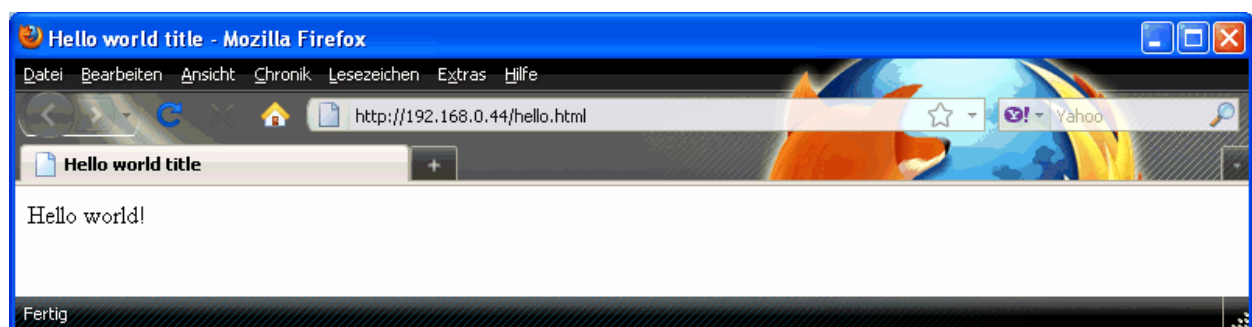 Hello world title - Mozilla Firefox
Datei Bearbeiten Ansicht Chronik Lesezeichen Extras Hilfe
http://192.168.0.44/hello.html Y! Yahoo
Hello world title +
Hello world!
Fertig